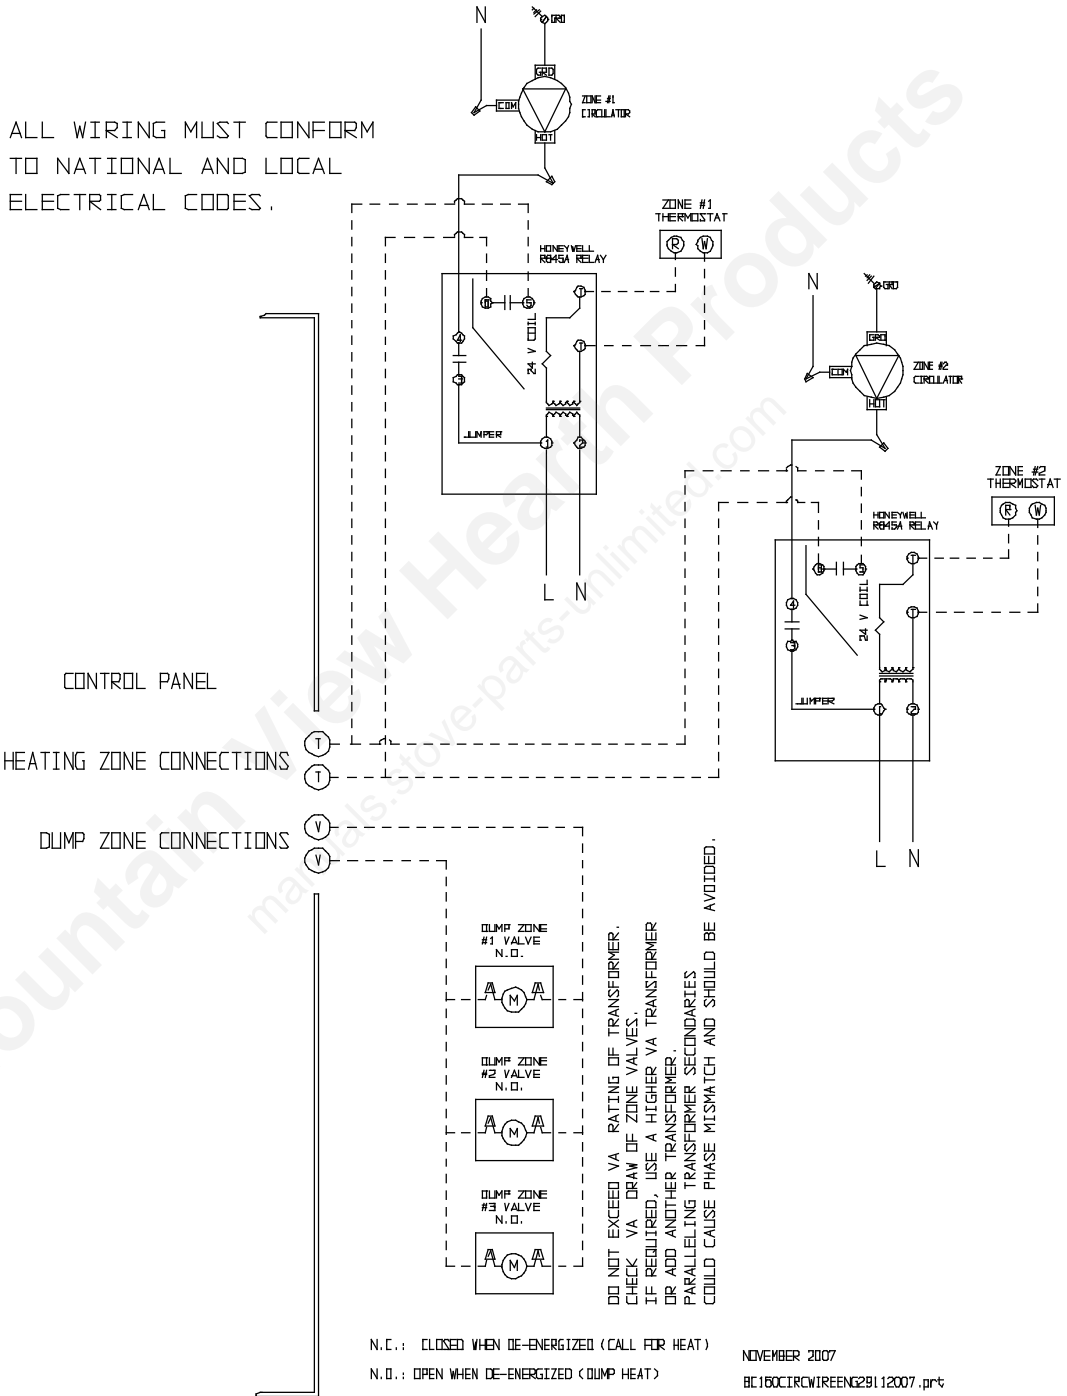 N
GRD
GRD
COM
ZONE #1
CIRCULATOR
HOT
ALL WIRING MUST CONFORM
TO NATIONAL AND LOCAL
ELECTRICAL CODES.
ZONE #1
THERMOSTAT
R W
HONEYWELL
R845A RELAY
6 5
T
4
24 V COIL
T
3
JUMPER
1 2
L N
N
GRD
GRD
COM
ZONE #2
CIRCULATOR
HOT
ZONE #2
THERMOSTAT
R W
HONEYWELL
R845A RELAY
6 5
T
4
24 V COIL
T
3
JUMPER
1 2
L N
CONTROL PANEL
HEATING ZONE CONNECTIONS
T
T
DUMP ZONE CONNECTIONS
V
V
DUMP ZONE
#1 VALVE
N.O.
M
DUMP ZONE
#2 VALVE
N.O.
M
DUMP ZONE
#3 VALVE
N.O.
M
DO NOT EXCEED VA RATING OF TRANSFORMER.
CHECK VA DRAW OF ZONE VALVES.
IF REQUIRED, USE A HIGHER VA TRANSFORMER
OR ADD ANOTHER TRANSFORMER.
PARALLELING TRANSFORMER SECONDARIES
COULD CAUSE PHASE MISMATCH AND SHOULD BE AVOIDED.
N.C.: CLOSED WHEN DE-ENERGIZED (CALL FOR HEAT)
N.O.: OPEN WHEN DE-ENERGIZED (DUMP HEAT)
NOVEMBER 2007
BC150CIRCWIREENG29112007.prt
ountain View Hearth Products
manuals.stove-parts-unlimited.com